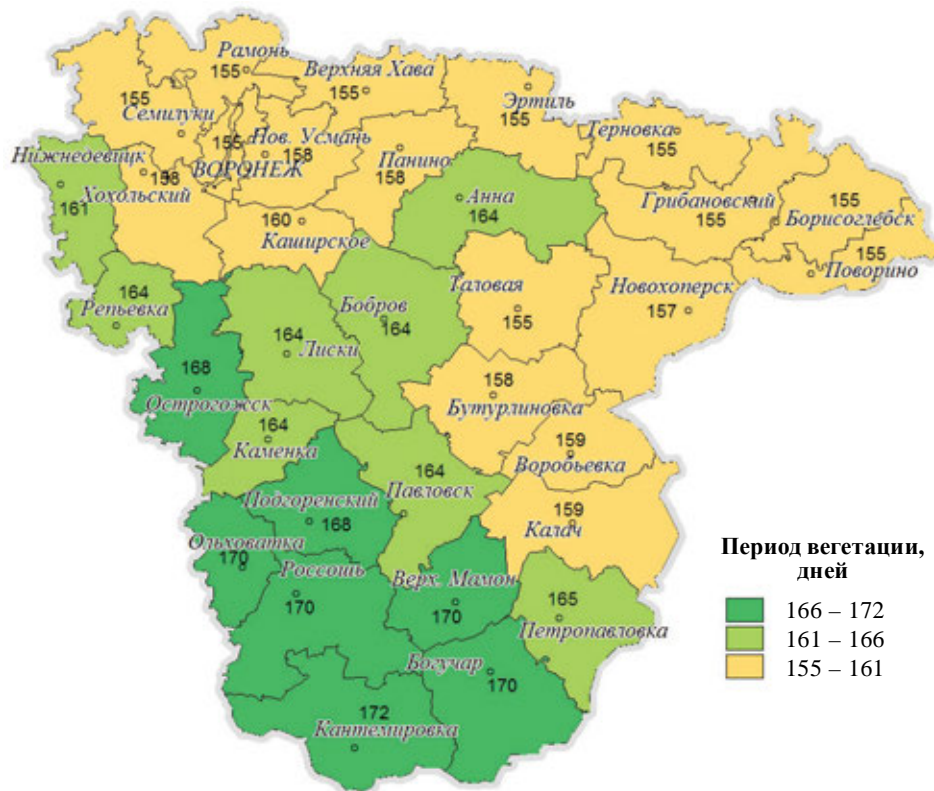 Рамонь
155
Верхняя Хава
155
Эртиль
155
155
Семилуки
Терновка
155
155
Нов. Усмань
158
Панино
158
Нижнедевицк
161
ВОРОНЕЖ
158
Хохольский
Анна
164
Грибановский
155
155
Борисоглебск
160
Каширское
155
Поворино
164
Репьевка
Бобров
164
Таловая
155
Новохоперск
157
164
Лиски
168
Острогожск
158
Бутурлиновка
164
Каменка
159
Воробьевка
164
Павловск
Подгоренский
168
159
Калач
Ольховатка
170
Россошь
170
Верх. Мамон
170
165
Петропавловка
Богучар
170
172
Кантемировка
Период вегетации,
дней
166 – 172
161 – 166
155 – 161